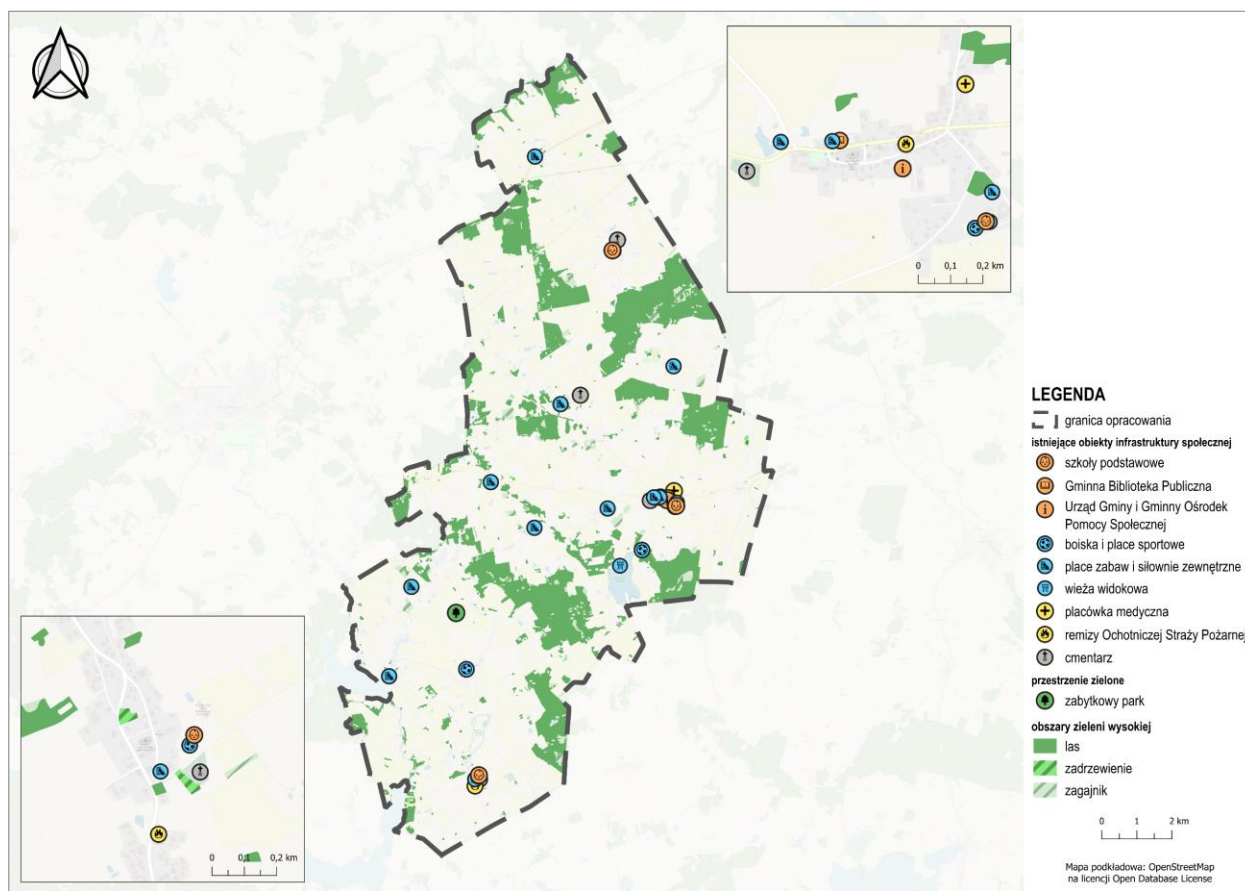 0 0,1 0,2 km
LEGENDA
granica opracowania
istniejące obiekty infrastruktury społecznej
szkoły podstawowe
Gminna Biblioteka Publiczna
Urząd Gminy i Gminny Ośrodek
Pomocy Społecznej
boiska i place sportowe
place zabaw i siłownie zewnętrzne
wieża widokowa
placówka medyczna
remizy Ochotniczej Straży Pożarnej
cmentarz
przestrzenie zielone
zabytkowy park
obszary zieleni wysokiej
las
zadrzewienie
zagajnik
0 1 2 km
0 0,1 0,2 km
Mapa podkładowa: OpenStreetMap
na licencji Open Database License